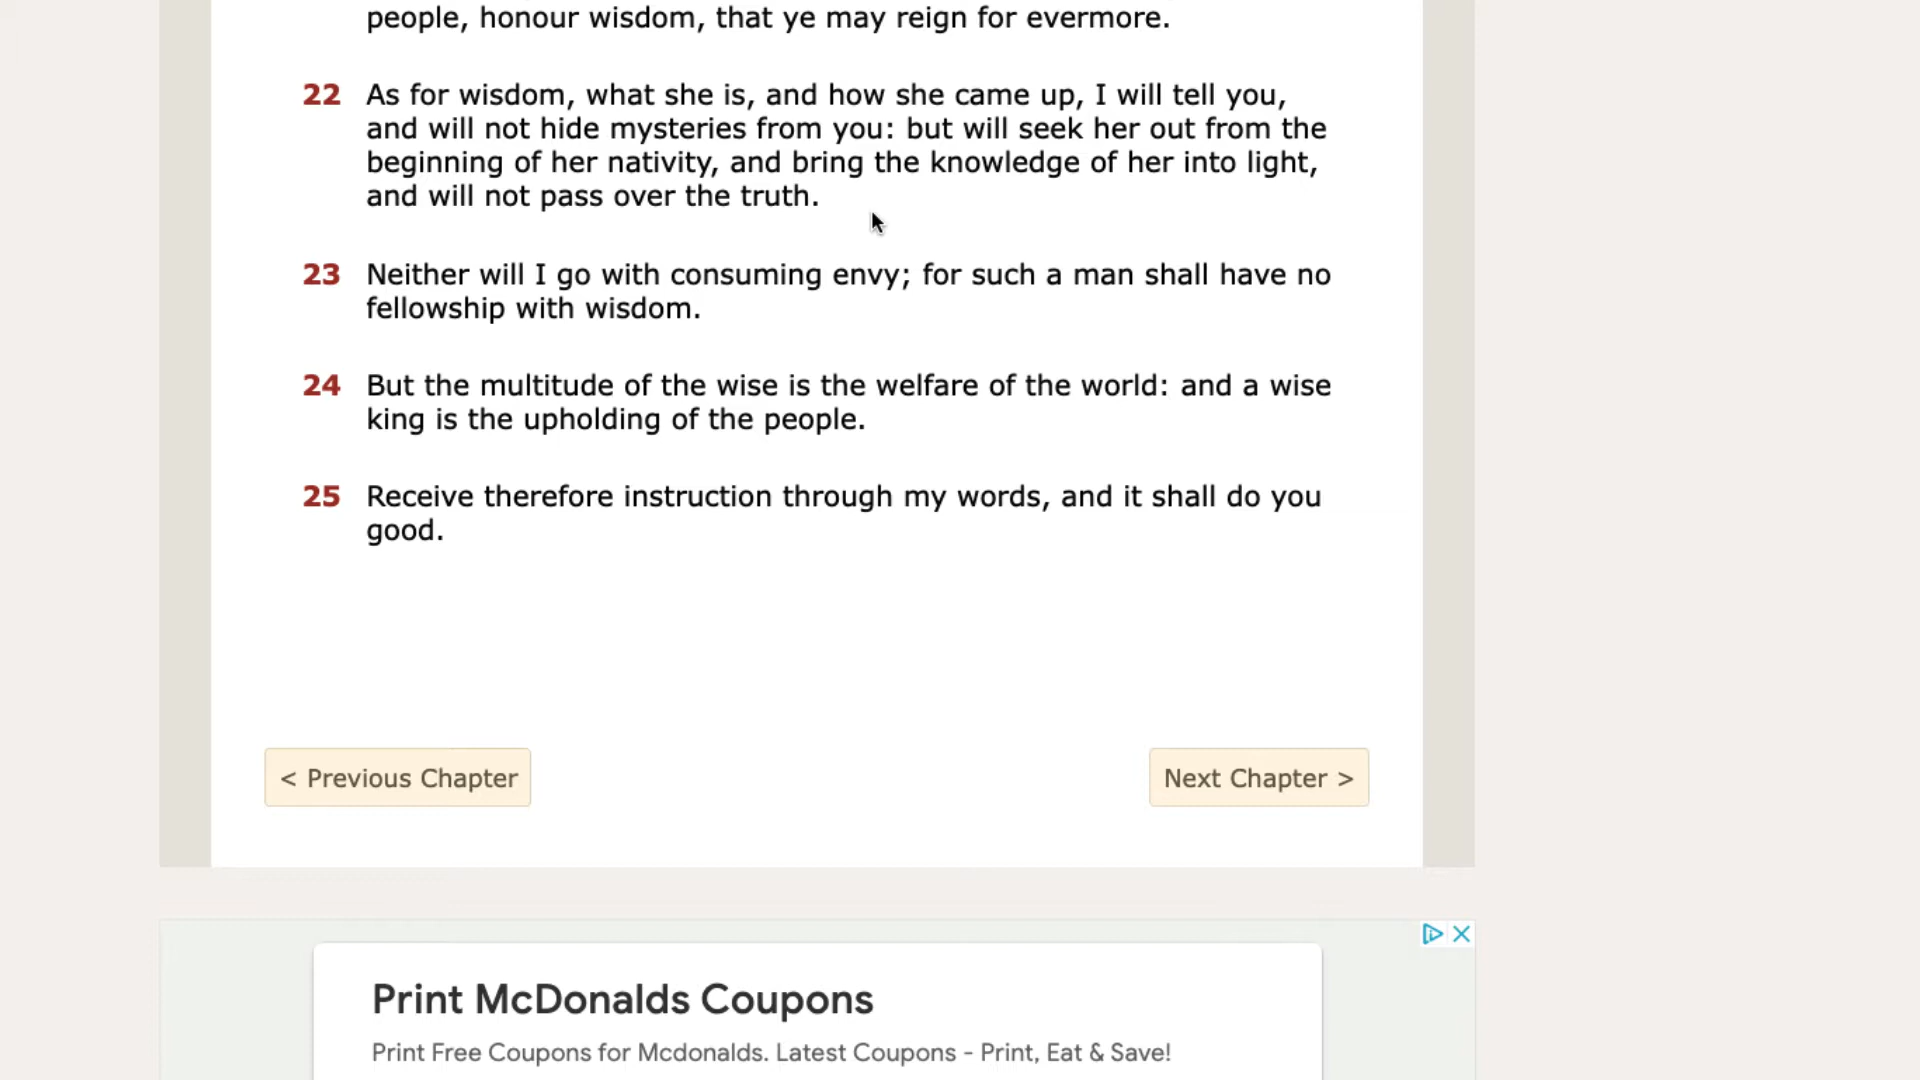 people, honour wisdom, that ye may reign for evermore.
22 As for wisdom, what she is, and how she came up, I will tell you,
and will not hide mysteries from you: but will seek her out from the
beginning of her nativity, and bring the knowledge of her into light,
and will not pass over the truth.
23 Neither will I go with consuming envy; for such a man shall have no
fellowship with wisdom.
24 But the multitude of the wise is the welfare of the world: and a wise
king is the upholding of the people.
25 Receive therefore instruction through my words, and it shall do you
good.
< Previous Chapter
Next Chapter >
Print McDonalds Coupons
Print Free Coupons for Mcdonalds. Latest Coupons - Print, Eat & Save!